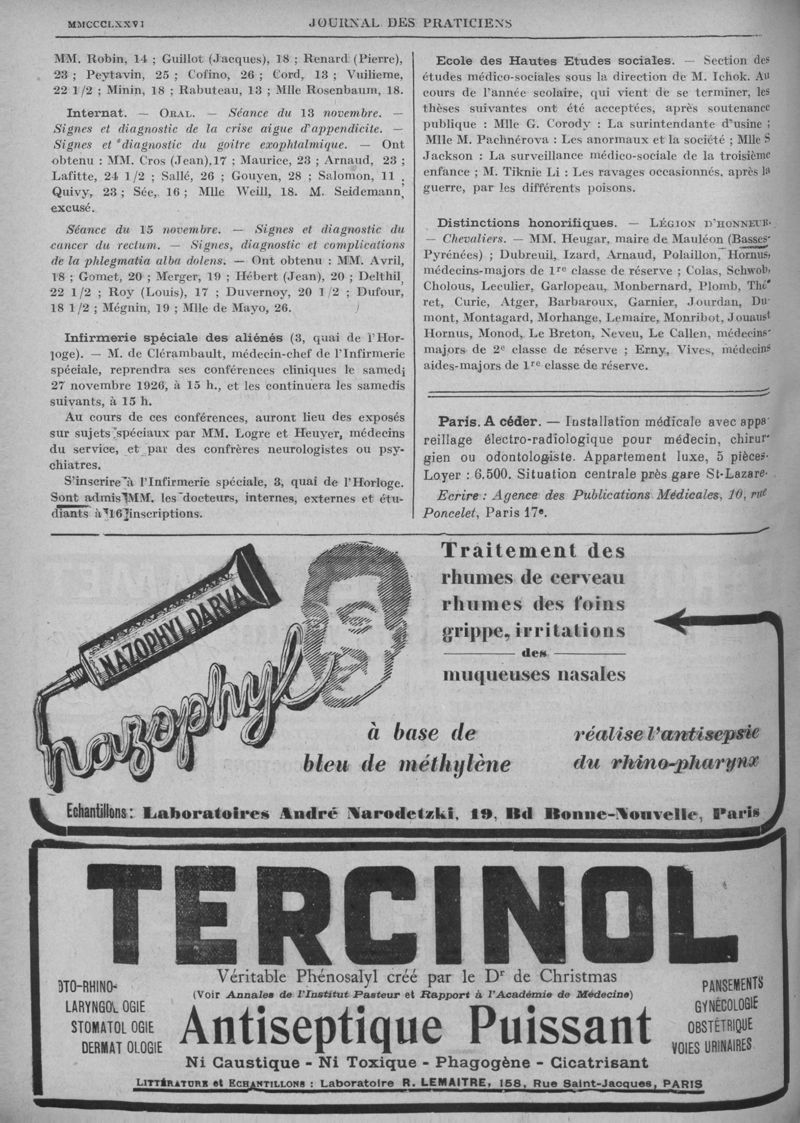 MMCCCLXXVI
JOURNAL DES PRATICIENS
MM. Robin, 14 ; Guillot (Jacques), 18 ; Renard (Pierre),
23 ; Peytavin, 25 ; Cofino, 26 ; Cord, 13 ; Vuilieme,
22 1/2 ; Minin, 18 ; Rabuteau, 13 ; Mlle Rosenbaum, 18.
Internat. — ORAL. — Séance du 13 novembre. —
Signes et diagnostic de la crise aigue d'appendicite. —
Signes et diagnostic du goitre exophtalmique. — Ont
obtenu : MM. Cros (Jean),17 ; Maurice, 23 ; Arnaud, 23 ;
Lafitte, 24 1/2 ; Sallé, 26 ; Gouyen, 28 ; Salomon, 11 ,
Quivy, 23 ; Sée, 16 ; Mlle Weill, 18. M. Seidemann,
excusé.
Séance du 15 novembre. — Signes et diagnostic du
cancer du rectum. — Signes, diagnostic et complications
de la phlegmatia alba dolens. — Ont obtenu : MM. Avril,
18 ; Gomet, 20 ; Merger, 19 ; Hébert (Jean), 20 ; Delthil,
22 1/2 ; Roy (Louis), 17 ; Duvernoy, 20 1/2 ; Dufour,
18 1/2 ; Mégnin, 19 ; Mlle de Mayo, 26.
Infirmerie spéciale des aliénés (3, quai de l'Hor-
loge). — M. de Clérambault, médecin-chef de l'Infirmerie
spéciale, reprendra ses conférences cliniques le samedi
27 novembre 1926, à 15 h., et les continuera les samedis
suivants, à 15 h.
Au cours de ces conférences, auront lieu des exposés
sur sujets spéciaux par MM. Logre et Heuyer, médecins
du service, et par des confrères neurologistes ou psy-
chiatres.
S'inscrire à l'Infirmerie spéciale, 3, quai de l'Horloge.
Sont admis MM. les docteurs, internes, externes et étu-
diants à 16 inscriptions.
Ecole des Hautes Etudes sociales. — Section des
études médico-sociales sous la direction de M. Ichok. Au
cours de l'année scolaire, qui vient de se terminer, les
thèses suivantes ont été acceptées, après soutenance
publique : Mlle G. Corody : La surintendante d'usine ;
Mlle M. Pachnérova : Les anormaux et la société ; Mlle S
Jackson : La surveillance médico-sociale de la troisième
enfance ; M. Tiknie Li : Les ravages occasionnés, après la
guerre, par les différents poisons.
Distinctions honorifiques. — LÉGION D'HONNEUR.
— Chevaliers. — MM. Heugar, maire de Mauléon (Basses-
Pyrénées) ; Dubreuil, Izard, Arnaud, Polaillon, Hornus,
médecins-majors de 1re classe de réserve ; Colas, Schwob,
Cholous, Leculier, Garlopeau, Monbernard, Plomb, Thé-
ret, Curie, Atger, Barbaroux, Garnier, Jourdan, Du-
mont, Montagard, Morhange, Lemaire, Monribot, Jouaust
Hornus, Monod, Le Breton, Neveu, Le Callen, médecins-
majors de 2e classe de réserve ; Erny, Vives, médecins
aides-majors de 1re classe de réserve.
Paris. A céder. — Installation médicale avec appa-
reillage électro-radiologique pour médecin, chirur-
gien ou odontologiste. Appartement luxe, 5 pièces.
Loyer : 6.500. Situation centrale près gare St-Lazare.
Ecrire : Agence des Publications Médicales, 10, rue
Poncelet, Paris 17e.
NAZOPHYL DARVA
nazophyl
Traitement des
rhumes de cerveau
rhumes des foins
grippe, irritations
des
muqueuses nasales
à base de
bleu de méthylène
réalise l'antisepsie
du rhino-pharynx
Echantillons : Laboratoires André Narodetzki, 19, Bd Bonne-Nouvelle, Paris
TERCINOL
Véritable Phénosalyl créé par le Dr de Christmas
(Voir Annales de l'Institut Pasteur et Rapport à l'Académie de Médecine)
OTO-RHINO-
LARYNGOLOGIE
STOMATOLOGIE
DERMATOLOGIE
Antiseptique Puissant
PANSEMENTS
GYNÉCOLOGIE
OBSTÉTRIQUE
VOIES URINAIRES
Ni Caustique - Ni Toxique - Phagogène - Cicatrisant
LITTÉRATURE et ECHANTILLONS : Laboratoire R. LEMAITRE, 158, Rue Saint-Jacques, PARIS